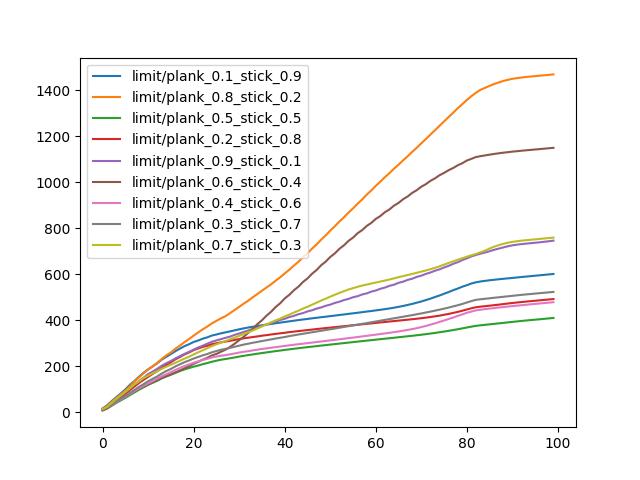 limit/plank_0.1_stick_0.9
limit/plank_0.8_stick_0.2
limit/plank_0.5_stick_0.5
limit/plank_0.2_stick_0.8
limit/plank_0.9_stick_0.1
limit/plank_0.6_stick_0.4
limit/plank_0.4_stick_0.6
limit/plank_0.3_stick_0.7
limit/plank_0.7_stick_0.3
1400
1200
1000
800
600
400
200
0
0 20 40 60 80 100